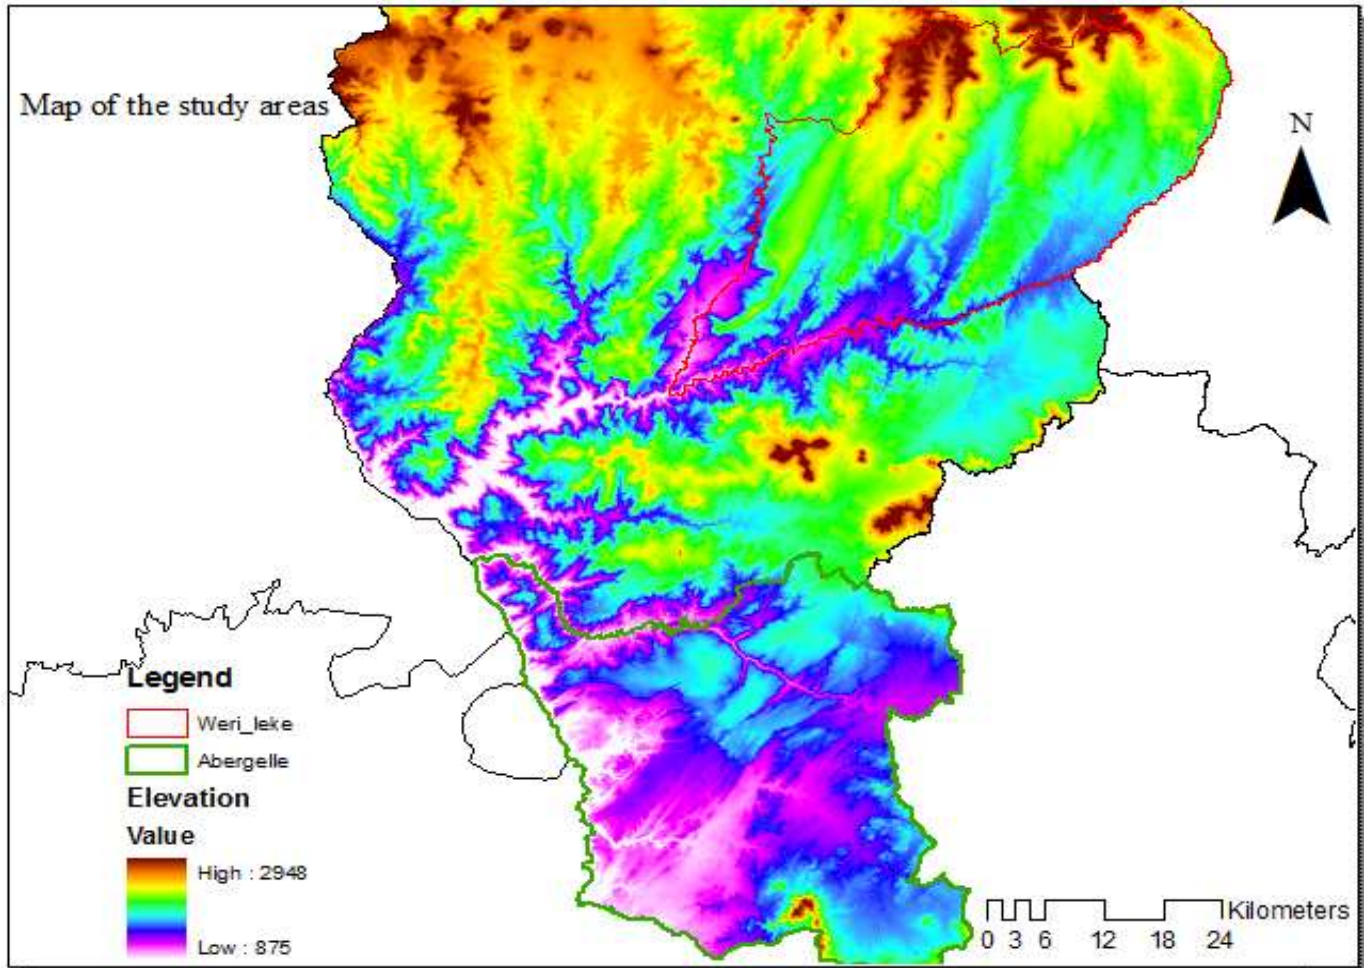 Map of the study areas
N
Legend
Weri_leke
Abergelle
Elevation
Value
High : 2948
Low : 875
Kilometers
0 3 6 12 18 24